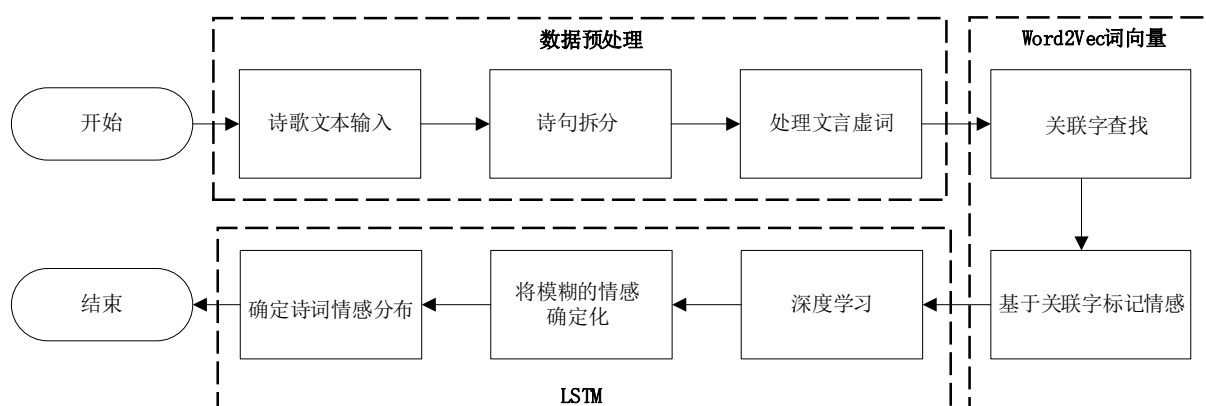 数据预处理
Word2Vec词向量
开始
诗歌文本输入
诗句拆分
处理文言虚词
关联字查找
结束
确定诗词情感分布
将模糊的情感
确定化
深度学习
基于关联字标记情感
LSTM